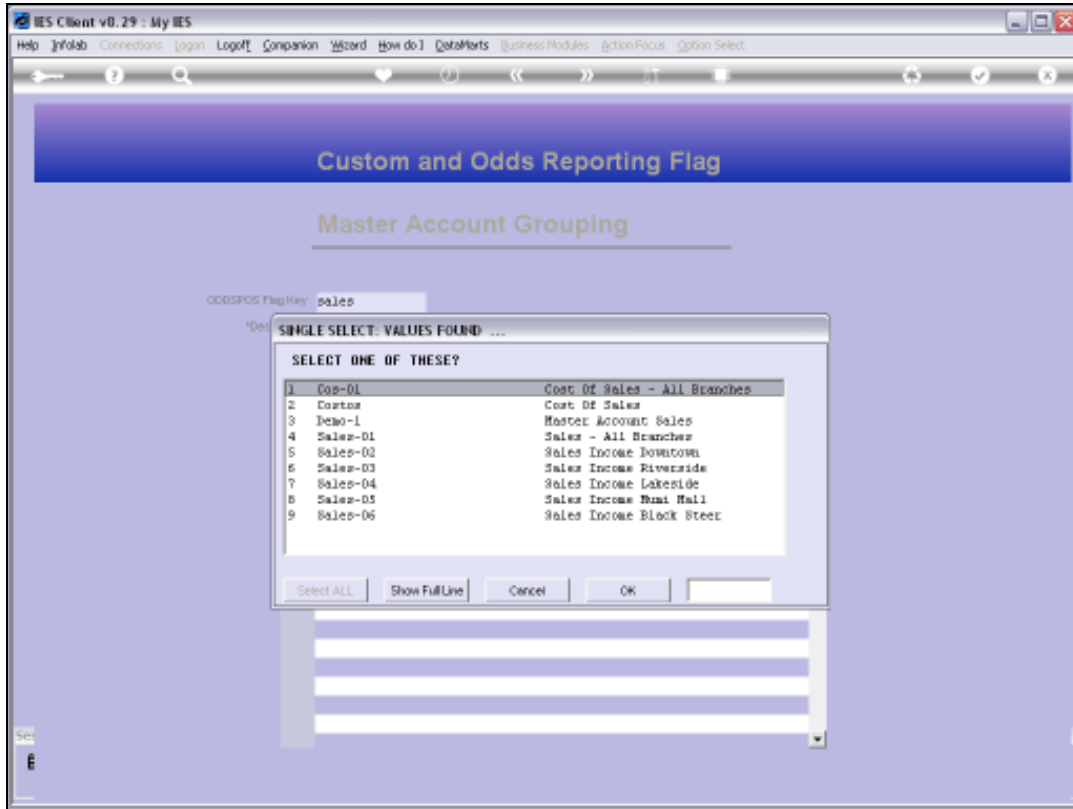 IES Client v8.29 : My IES
Help Infolab Connections Logon Logoff Companion Wizard How do I DataMarts Business Modules Action Focus Option Select
Custom and Odds Reporting Flag
Master Account Grouping
ODDSPOS Flag Key sales
*Des
SINGLE SELECT: VALUES FOUND ...
SELECT ONE OF THESE?
1 Cos-01 Cost Of Sales - All Branches
2 Costos Cost Of Sales
3 Demo-1 Master Account Sales
4 Sales-01 Sales - All Branches
5 Sales-02 Sales Income Downtown
6 Sales-03 Sales Income Riverside
7 Sales-04 Sales Income Lakeside
8 Sales-05 Sales Income Mall
9 Sales-06 Sales Income Black Steer
Select ALL Show Full Line Cancel OK
Ser